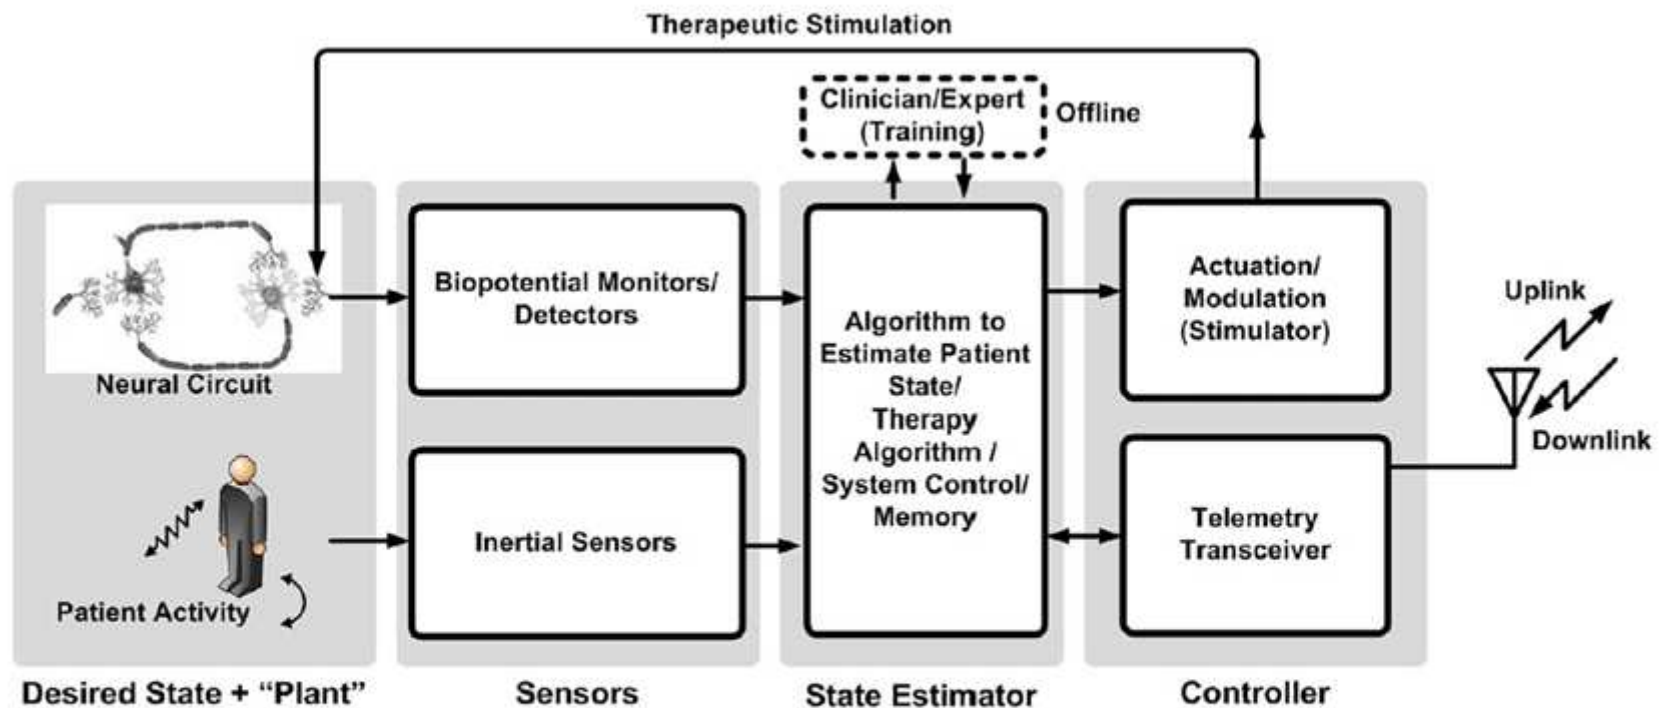 Therapeutic Stimulation
Clinician/Expert
(Training)
Offline
Neural Circuit
Patient Activity
Desired State + “Plant”
Biopotential Monitors/
Detectors
Inertial Sensors
Sensors
Algorithm to
Estimate Patient
State/
Therapy
Algorithm /
System Control/
Memory
State Estimator
Actuation/
Modulation
(Stimulator)
Telemetry
Transceiver
Controller
Uplink
Downlink